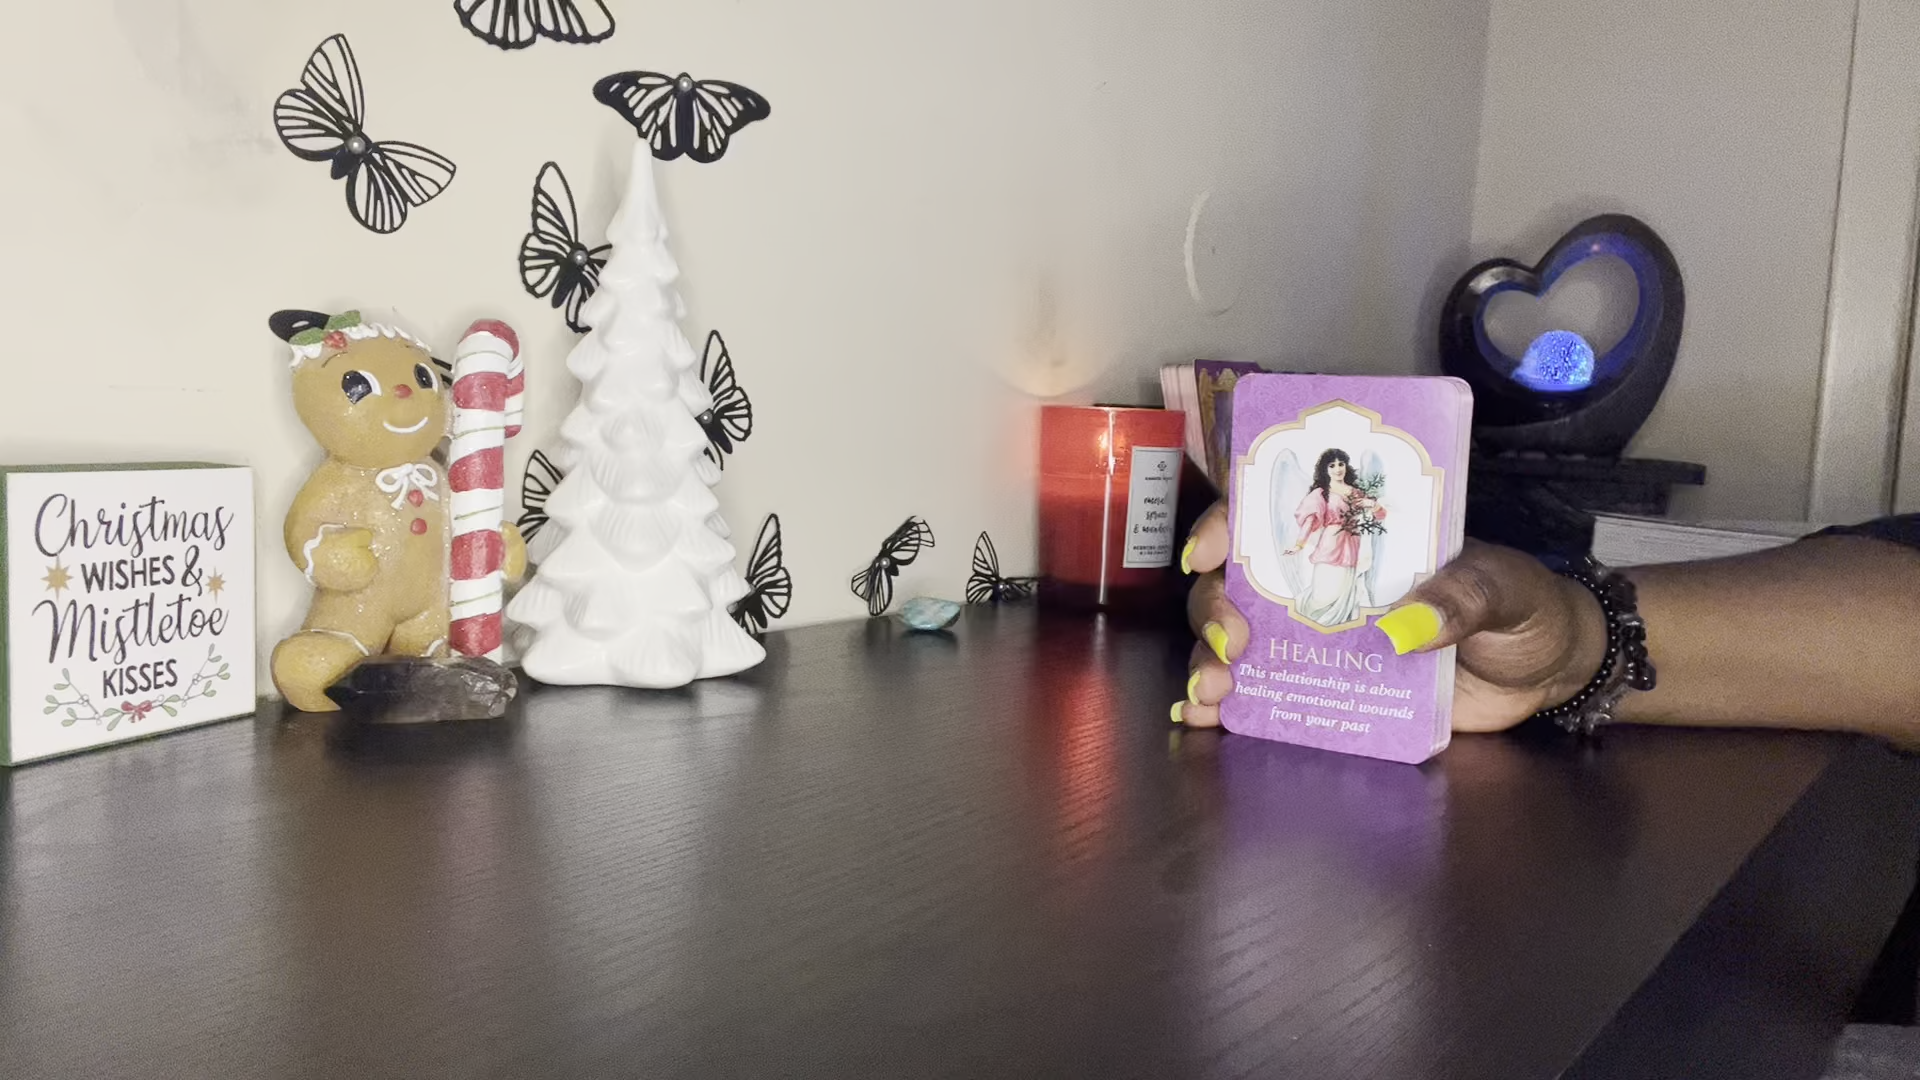 Christmas
WISHES &
Mistletoe
KISSES
HEALING
This relationship is about
healing emotional wounds
from your past